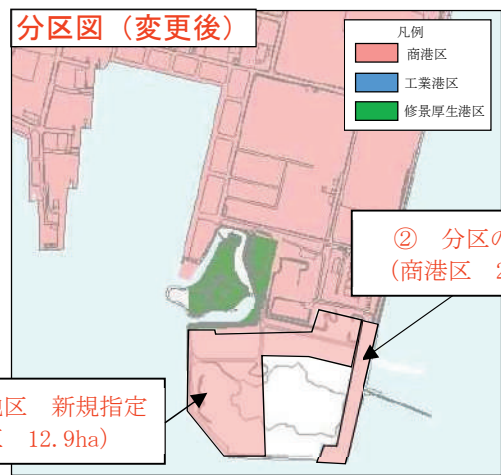 分区図（変更後）
凡例
商港区
工業港区
修景厚生港区
② 分区の
（商港区 2
地区 新規指定
12.9ha）